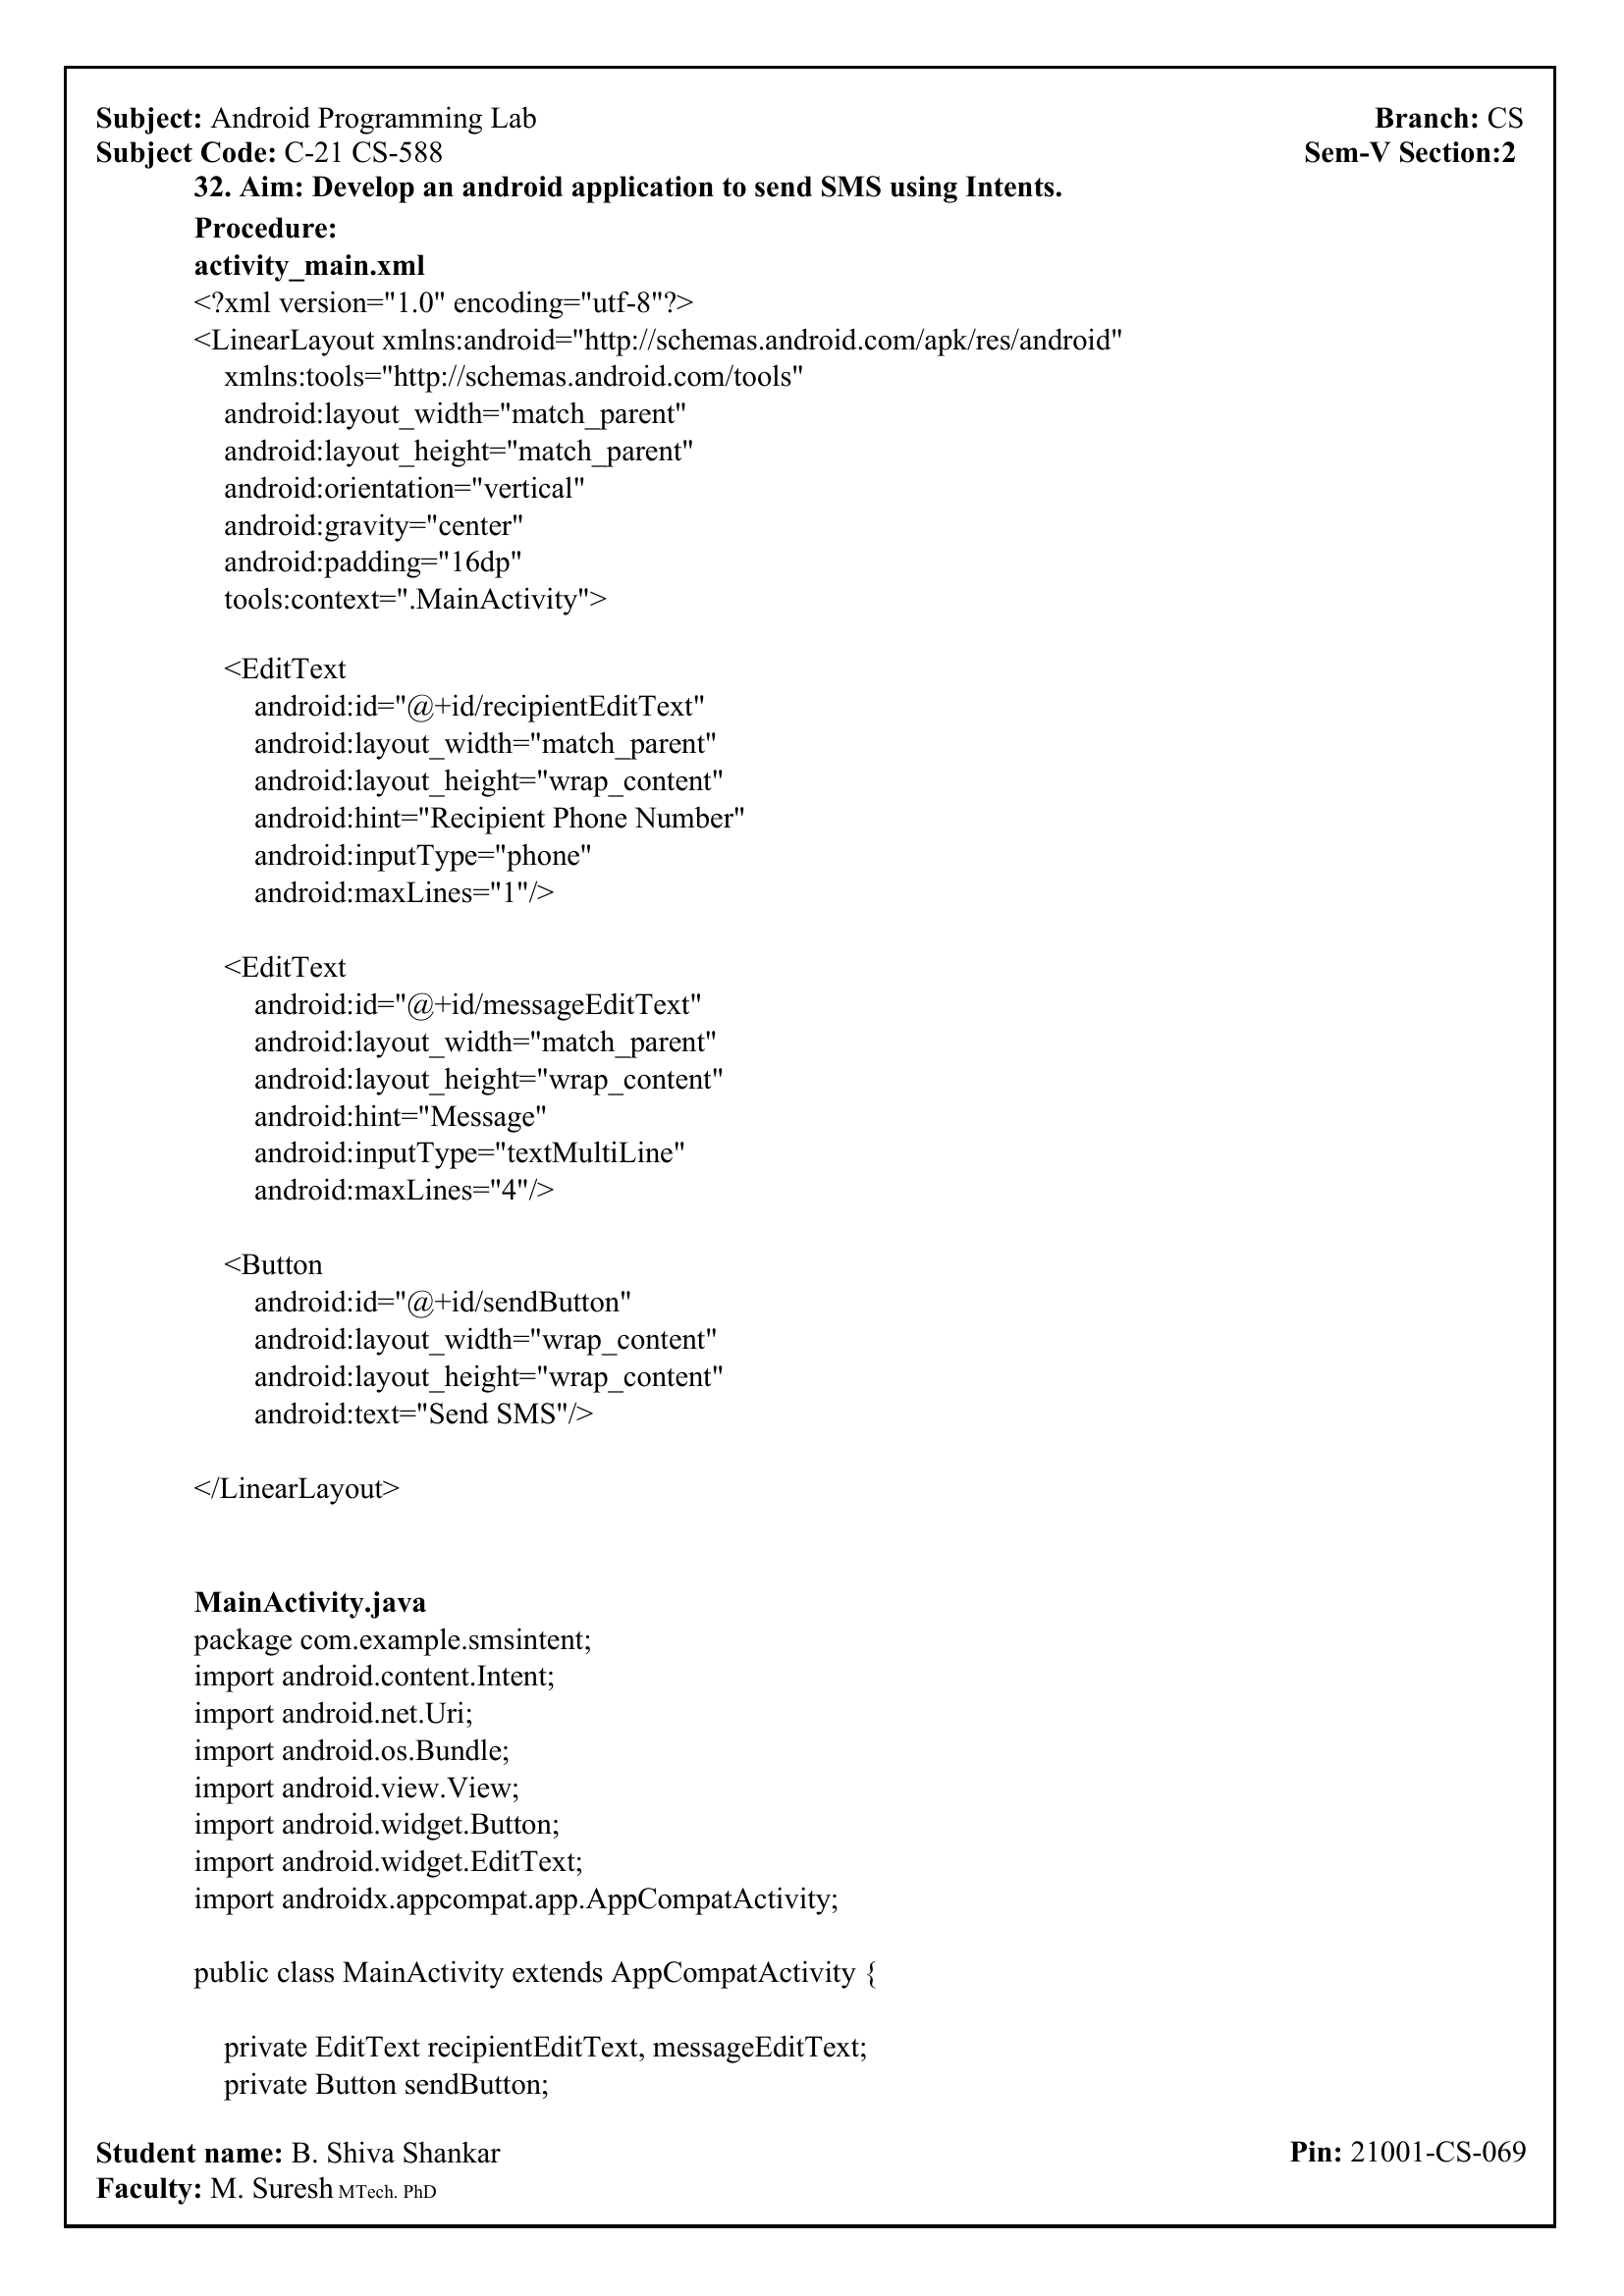 Subject: Android Programming Lab
Branch: CS
Subject Code: C-21 CS-588
Sem-V Section:2
32. Aim: Develop an android application to send SMS using Intents.
Procedure:
activity_main.xml
<?xml version="1.0" encoding="utf-8"?>
<LinearLayout xmlns:android="http://schemas.android.com/apk/res/android"
    xmlns:tools="http://schemas.android.com/tools"
    android:layout_width="match_parent"
    android:layout_height="match_parent"
    android:orientation="vertical"
    android:gravity="center"
    android:padding="16dp"
    tools:context=".MainActivity">

    <EditText
        android:id="@+id/recipientEditText"
        android:layout_width="match_parent"
        android:layout_height="wrap_content"
        android:hint="Recipient Phone Number"
        android:inputType="phone"
        android:maxLines="1"/>

    <EditText
        android:id="@+id/messageEditText"
        android:layout_width="match_parent"
        android:layout_height="wrap_content"
        android:hint="Message"
        android:inputType="textMultiLine"
        android:maxLines="4"/>

    <Button
        android:id="@+id/sendButton"
        android:layout_width="wrap_content"
        android:layout_height="wrap_content"
        android:text="Send SMS"/>

</LinearLayout>

MainActivity.java
package com.example.smsintent;
import android.content.Intent;
import android.net.Uri;
import android.os.Bundle;
import android.view.View;
import android.widget.Button;
import android.widget.EditText;
import androidx.appcompat.app.AppCompatActivity;

public class MainActivity extends AppCompatActivity {

    private EditText recipientEditText, messageEditText;
    private Button sendButton;

Student name: B. Shiva Shankar
Pin: 21001-CS-069
Faculty: M. Suresh MTech. PhD